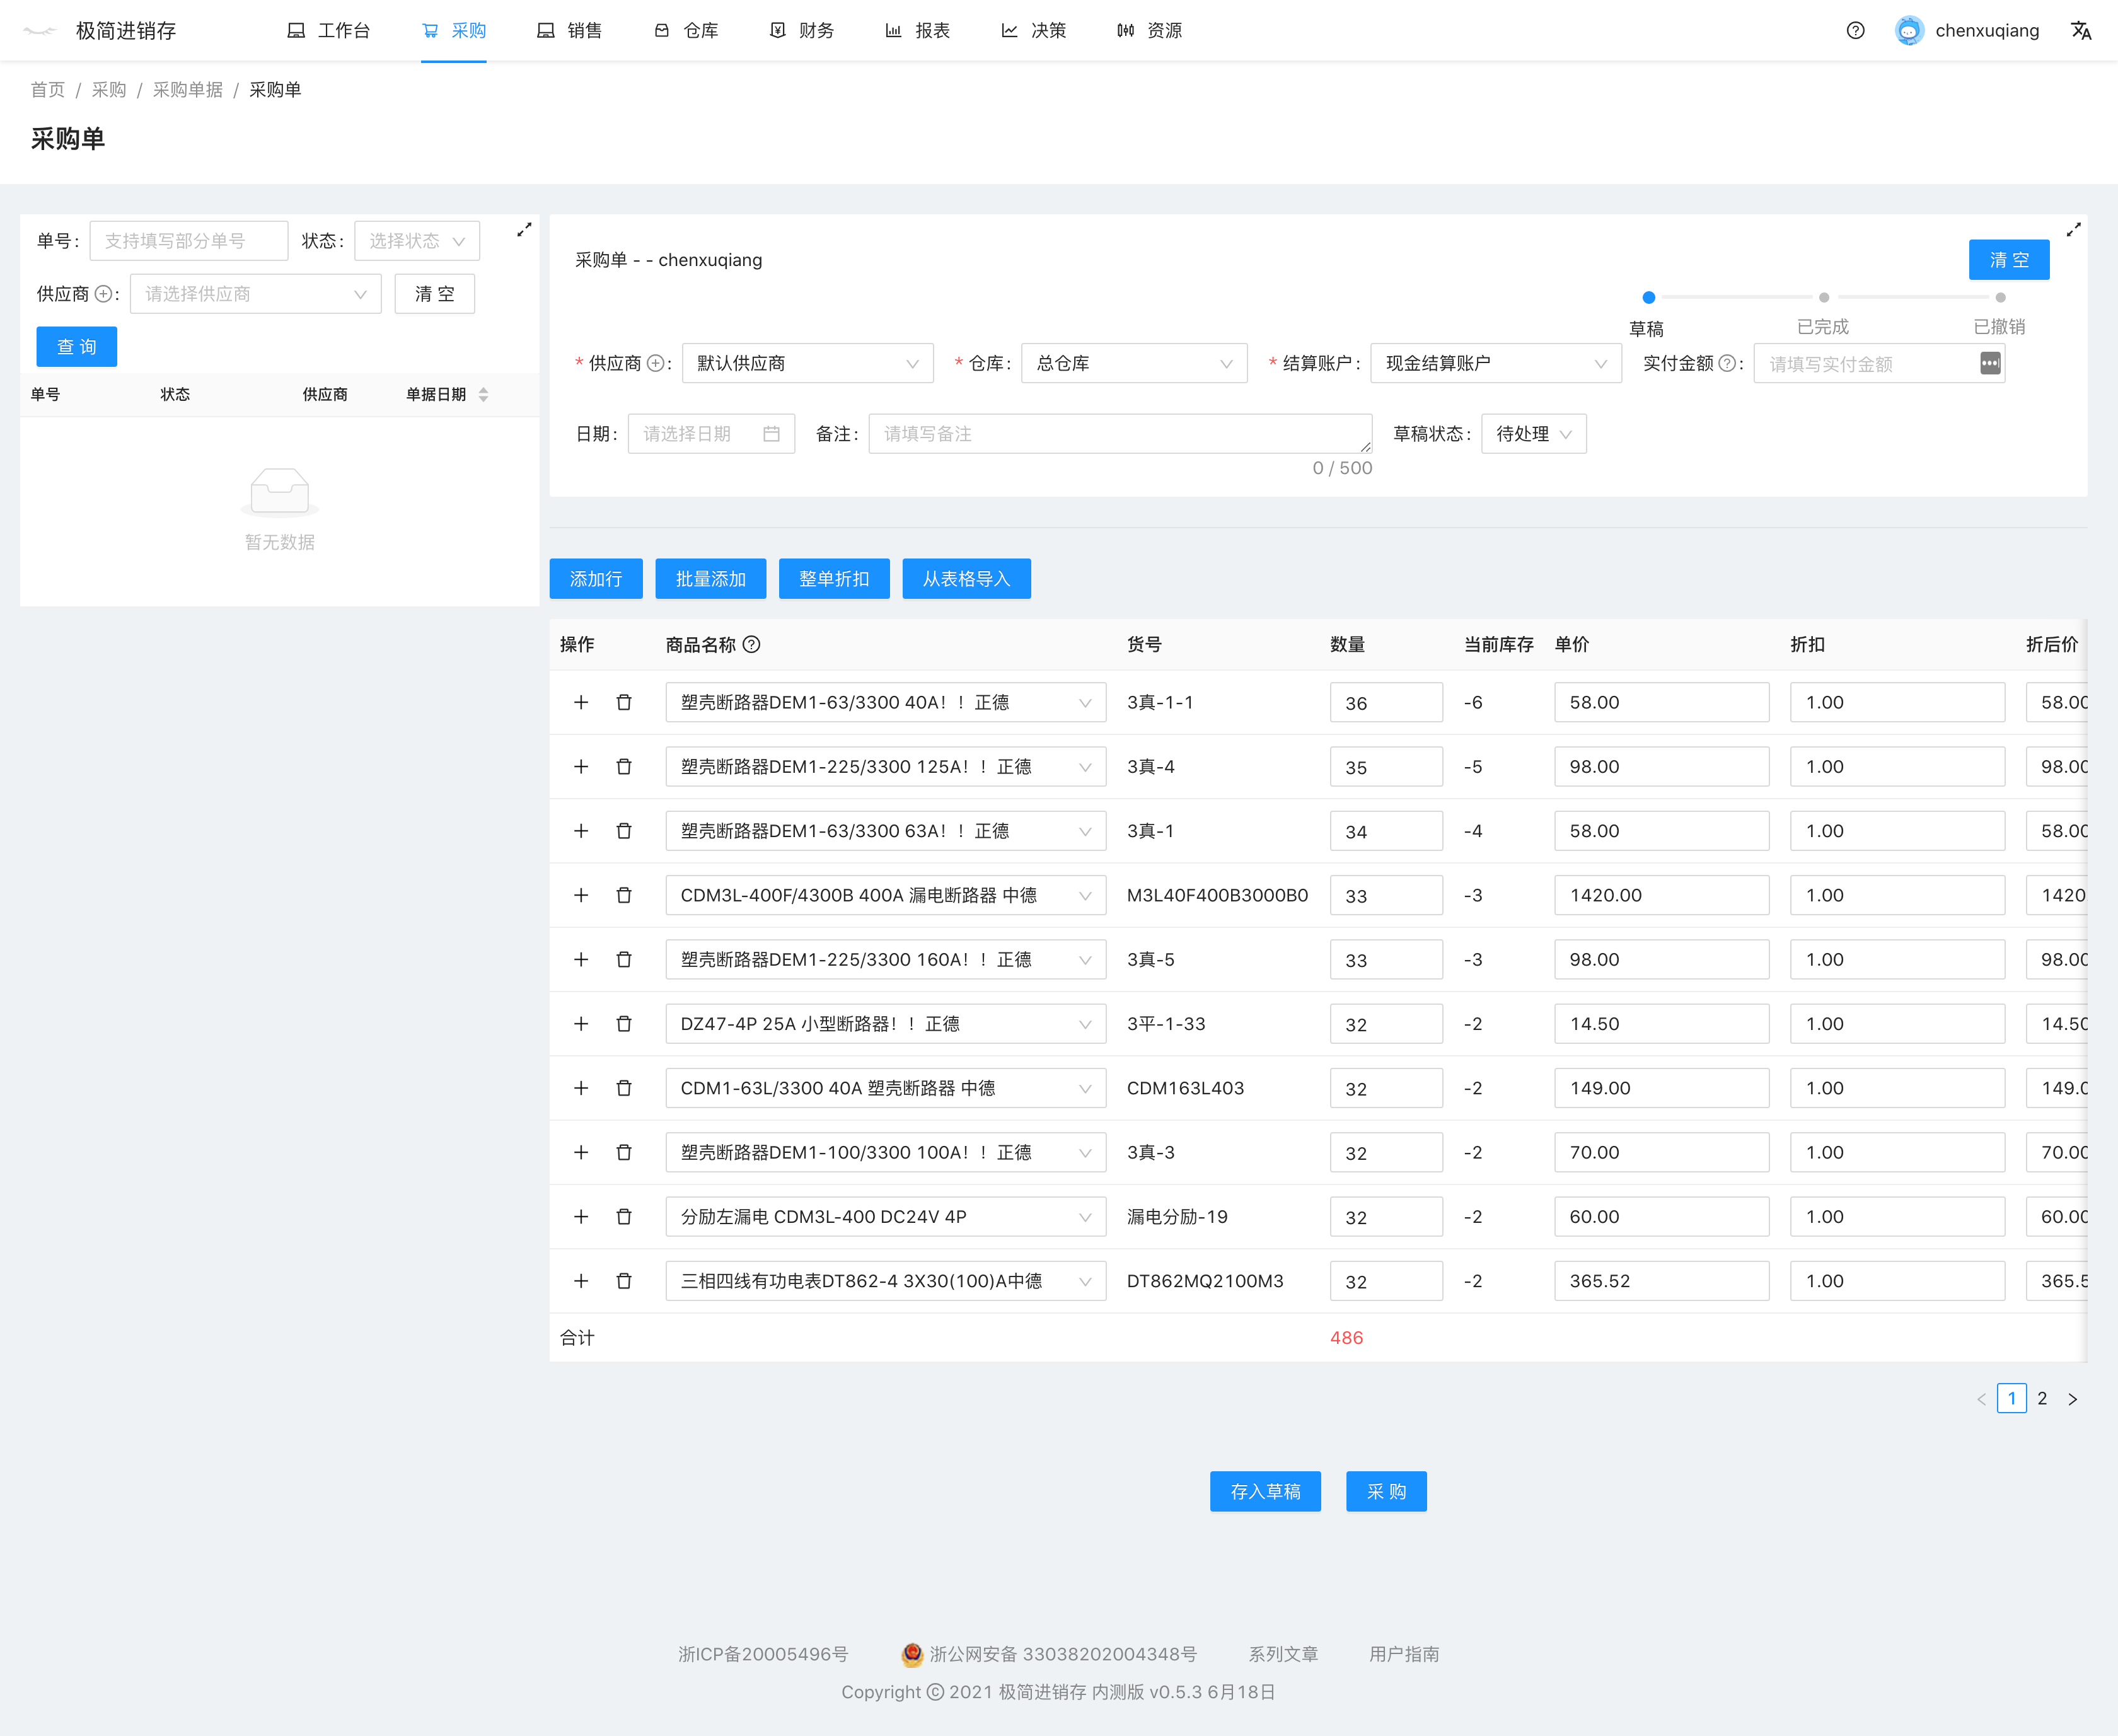 极简进销存 工作台 采购 销售 仓库 财务 报表 决策 资源 chenxuqiang
首页 / 采购 / 采购单据 / 采购单
采购单
单号: 支持填写部分单号 状态: 选择状态
供应商: 请选择供应商 清 空
查 询
单号 状态 供应商 单据日期
暂无数据
采购单 - - chenxuqiang 清 空
草稿 已完成 已撤销
* 供应商: 默认供应商 * 仓库: 总仓库 * 结算账户: 现金结算账户 实付金额: 请填写实付金额
日期: 请选择日期 备注: 请填写备注 草稿状态: 待处理
0 / 500
添加行 批量添加 整单折扣 从表格导入
操作 商品名称 货号 数量 当前库存 单价 折扣 折后价
塑壳断路器DEM1-63/3300 40A！！正德 3真-1-1 36 -6 58.00 1.00 58.00
塑壳断路器DEM1-225/3300 125A！！正德 3真-4 35 -5 98.00 1.00 98.00
塑壳断路器DEM1-63/3300 63A！！正德 3真-1 34 -4 58.00 1.00 58.00
CDM3L-400F/4300B 400A 漏电断路器 中德 M3L40F400B3000B0 33 -3 1420.00 1.00 1420
塑壳断路器DEM1-225/3300 160A！！正德 3真-5 33 -3 98.00 1.00 98.00
DZ47-4P 25A 小型断路器！！正德 3平-1-33 32 -2 14.50 1.00 14.50
CDM1-63L/3300 40A 塑壳断路器 中德 CDM163L403 32 -2 149.00 1.00 149.0
塑壳断路器DEM1-100/3300 100A！！正德 3真-3 32 -2 70.00 1.00 70.00
分励左漏电 CDM3L-400 DC24V 4P 漏电分励-19 32 -2 60.00 1.00 60.00
三相四线有功电表DT862-4 3X30(100)A中德 DT862MQ2100M3 32 -2 365.52 1.00 365.5
合计 486
1 2
存入草稿 采 购
浙ICP备20005496号 浙公网安备 33038202004348号 系列文章 用户指南
Copyright © 2021 极简进销存 内测版 v0.5.3 6月18日